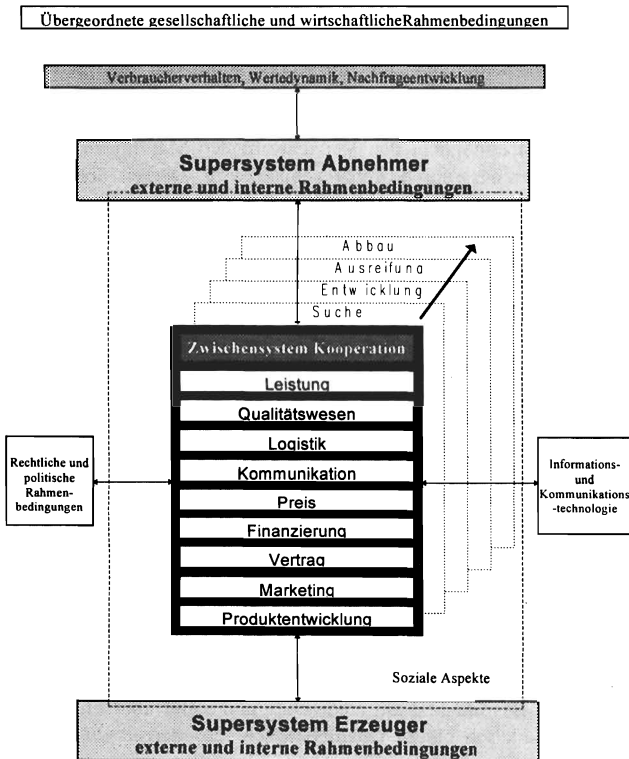 Übergeordnete gesellschaftliche und wirtschaftlicheRahmenbedingungen
Verbraucherverhalten, Wertedynamik, Nachfrageentwicklung
Supersystem Abnehmer
externe und interne Rahmenbedingungen
Abbau
Ausreifung
Entwicklung
Suche
Zwischensystem Kooperation
Leistung
Qualitätswesen
Logistik
Kommunikation
Preis
Finanzierung
Vertrag
Marketing
Produktentwicklung
Rechtliche und
politische
Rahmen-
bedingungen
Informations-
und
Kommunikations
-technologie
Soziale Aspekte
Supersystem Erzeuger
externe und interne Rahmenbedingungen